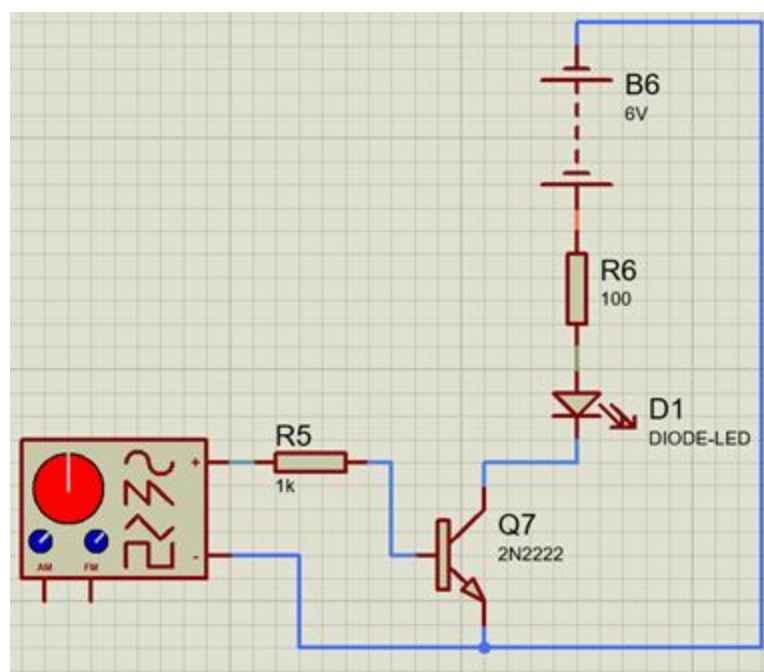 B6
6V
R6
100
D1
DIODE-LED
R5
1k
+
-
AM
FM
Q7
2N2222